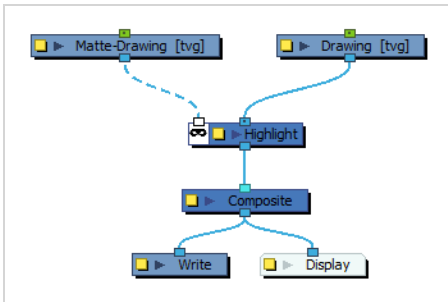 Matte-Drawing [tvg]
Drawing [tvg]
Highlight
Composite
Write
Display